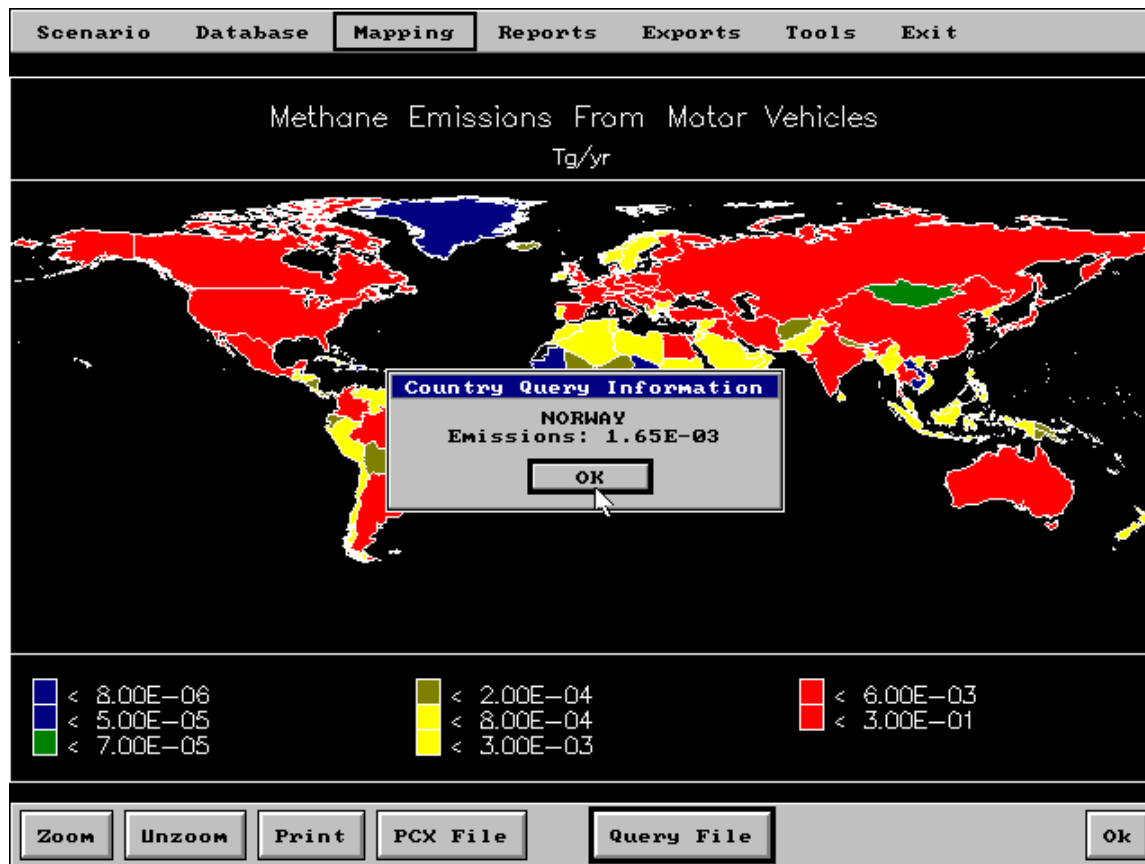 Scenario Database Mapping Reports Exports Tools Exit
Methane Emissions From Motor Vehicles
Tg/yr
Country Query Information
NORWAY
Emissions: 1.65E-03
OK
< 8.00E-06 < 2.00E-04 < 6.00E-03
< 5.00E-05 < 8.00E-04 < 3.00E-01
< 7.00E-05 < 3.00E-03
Zoom Unzoom Print PCX File Query File Ok